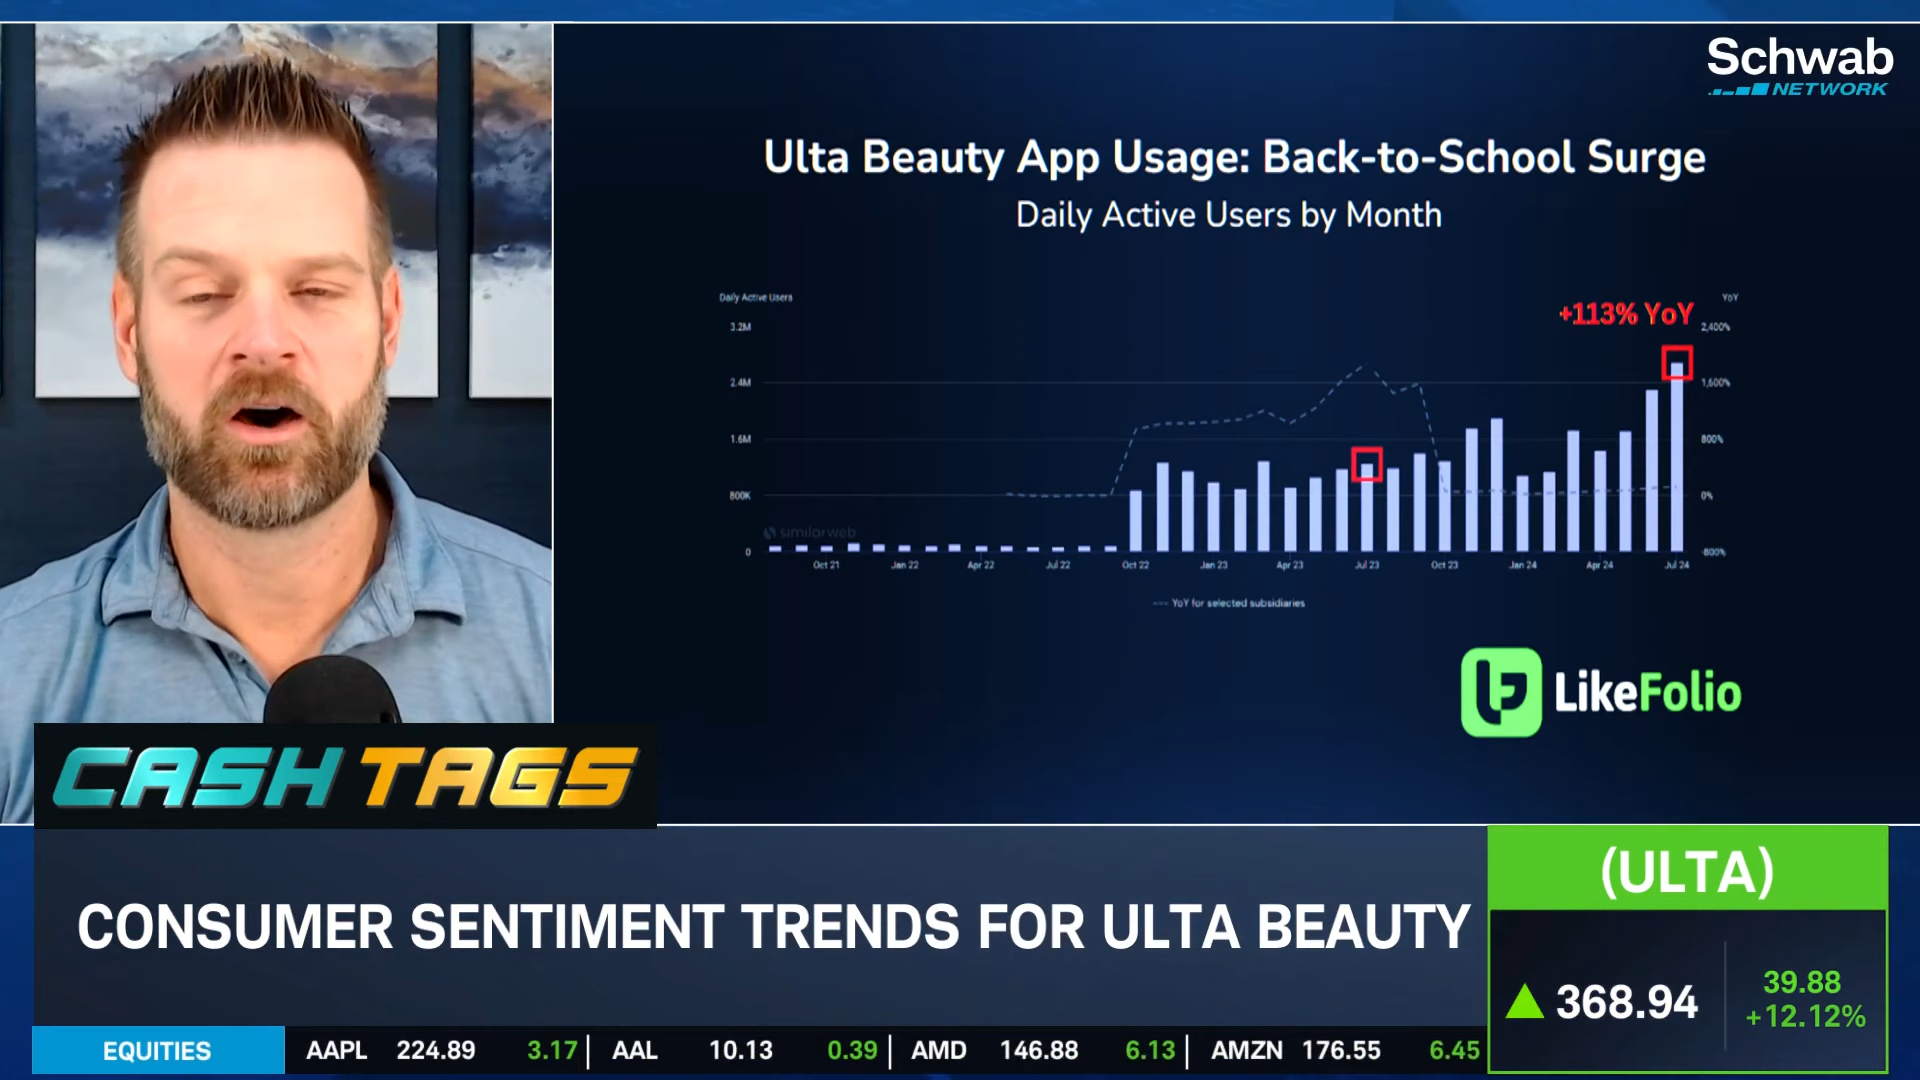 Schwab
NETWORK
Ulta Beauty App Usage: Back-to-School Surge
Daily Active Users by Month
Daily Active Users
YoY
+113% YoY
3.2M
2,400%
2.4M
1,600%
1.6M
800%
800K
0%
similarweb
0
-800%
Oct 21
Jan 22
Apr 22
Jul 22
Oct 22
Jan 23
Apr 23
Jul 23
Oct 23
Jan 24
Apr 24
Jul 24
YoY for selected subsidiaries
LikeFolio
CASH TAGS
CONSUMER SENTIMENT TRENDS FOR ULTA BEAUTY
(ULTA)
368.94
39.88
+12.12%
EQUITIES
AAPL 224.89 3.17 AAL 10.13 0.39 AMD 146.88 6.13 AMZN 176.55 6.45